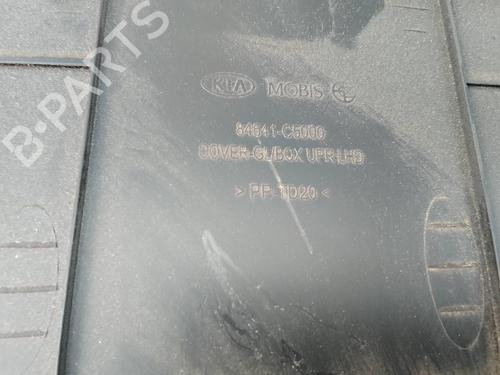 KIA MOBIS
84541-C5000
COVER-GL/BOX UPR LHD
> PP-TD20 <
B-PARTS